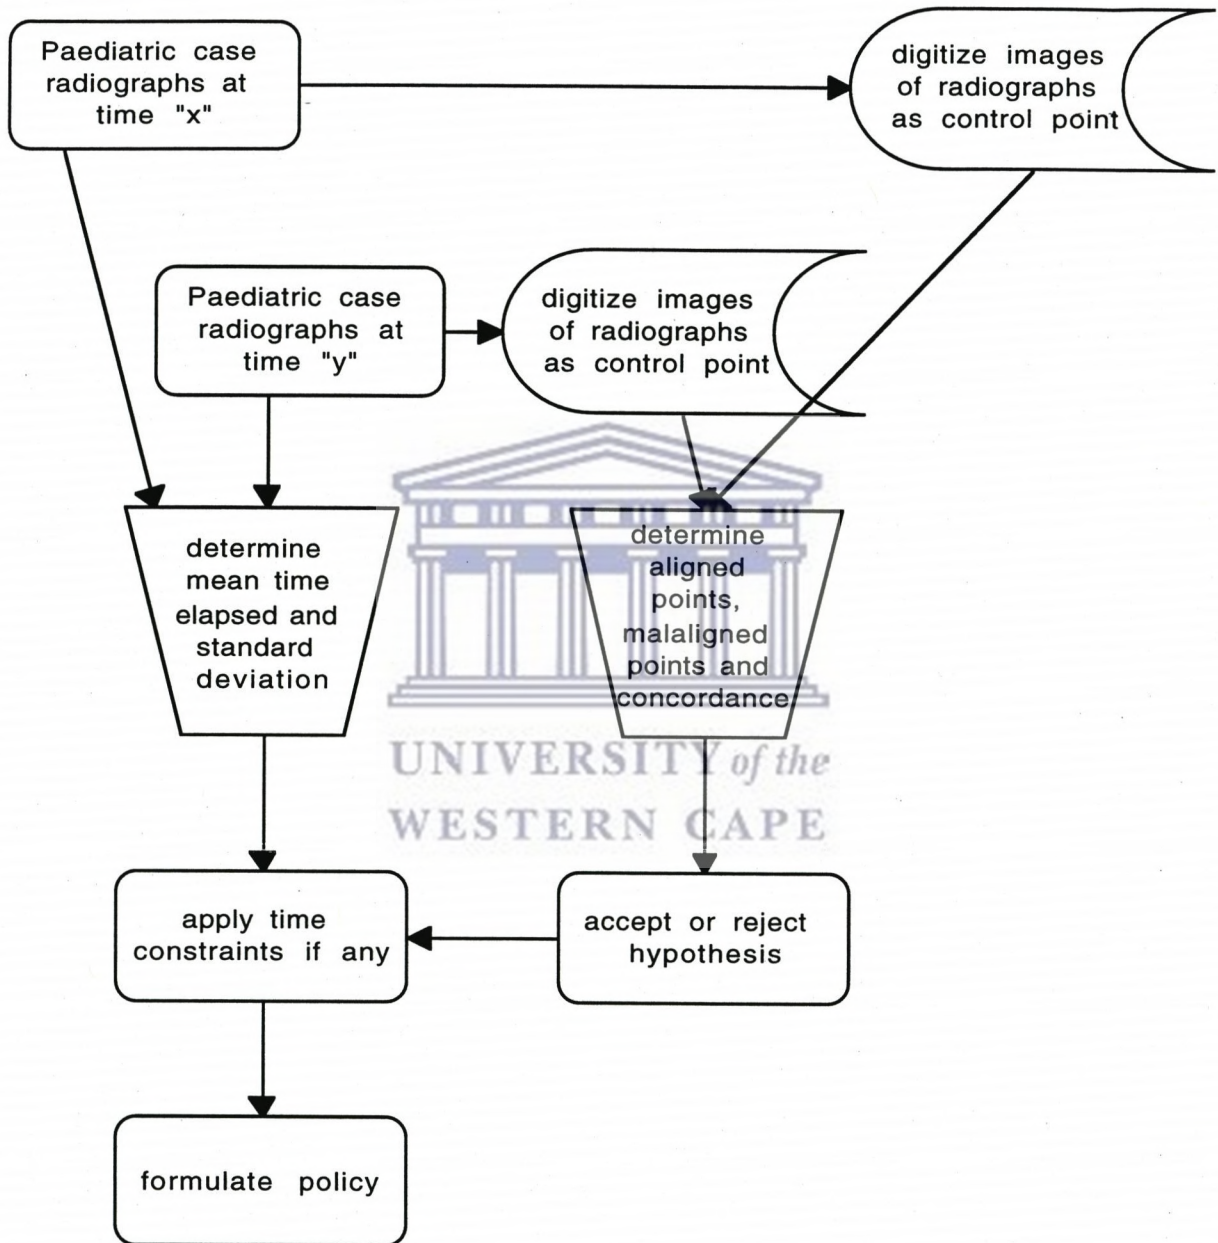 Paediatric case
radiographs at
time "x"
digitize images
of radiographs
as control point
Paediatric case
radiographs at
time "y"
digitize images
of radiographs
as control point
determine
mean time
elapsed and
standard
deviation
determine
aligned
points,
malaligned
points and
concordance
UNIVERSITY of the
WESTERN CAPE
apply time
constraints if any
accept or reject
hypothesis
formulate policy